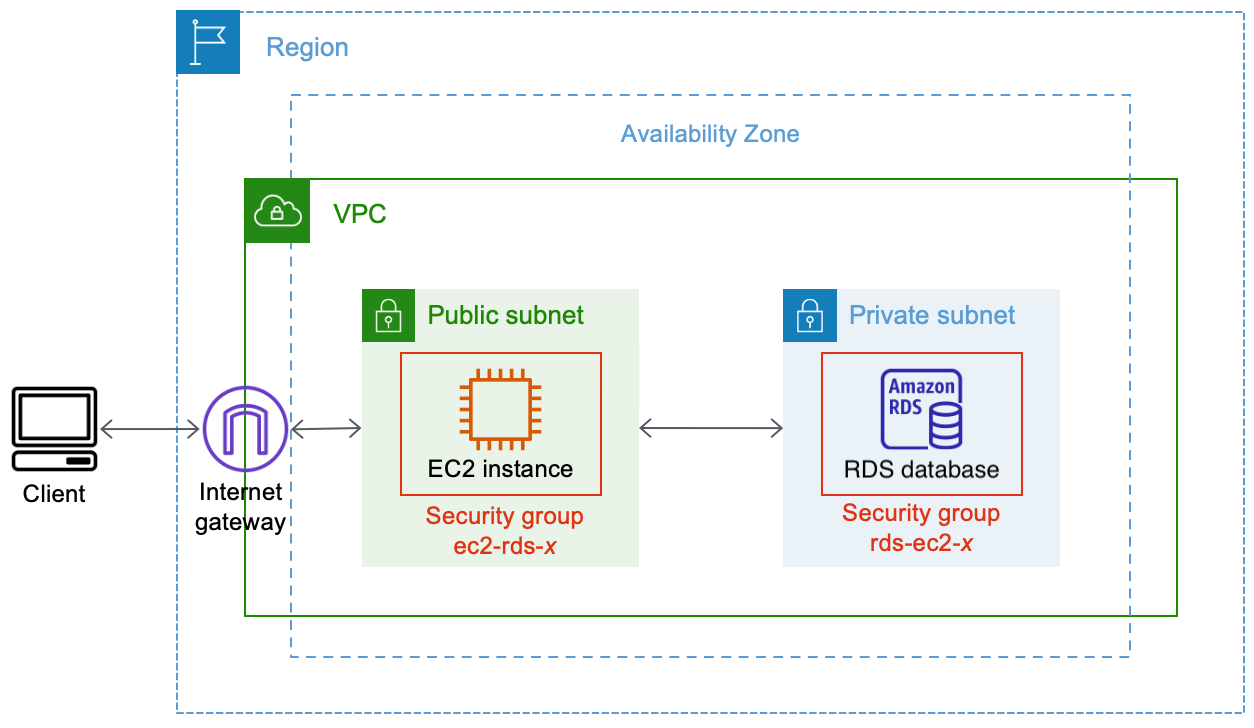 Region
Availability Zone
VPC
Public subnet
Private subnet
Amazon
RDS
EC2 instance
RDS database
Client
Internet
gateway
Security group
ec2-rds-x
Security group
rds-ec2-x